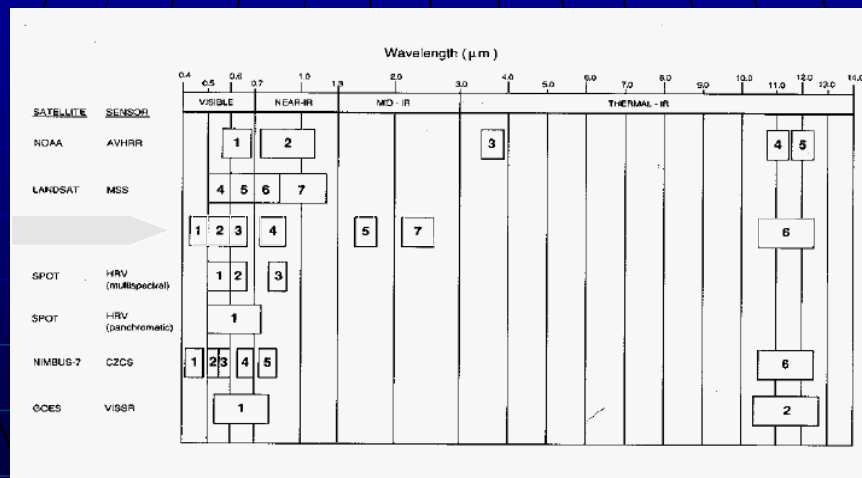 Wavelength (µm)
0.4 0.5 0.6 0.7 1.0 1.3 2.0 3.0 4.0 5.0 6.0 7.0 8.0 9.0 10.0 11.0 12.0 13.0 14.0
VISIBLE NEAR-IR MID - IR THERMAL - IR
SATELLITE SENSOR
NOAA AVHRR 1 2 3 4 5
LANDSAT MSS 4 5 6 7
1 2 3 4 5 7 6
SPOT HRV (multispectral) 1 2 3
SPOT HRV (panchromatic) 1
NIMBUS-7 CZCS 1 2 3 4 5 6
GOES VISSR 1 2